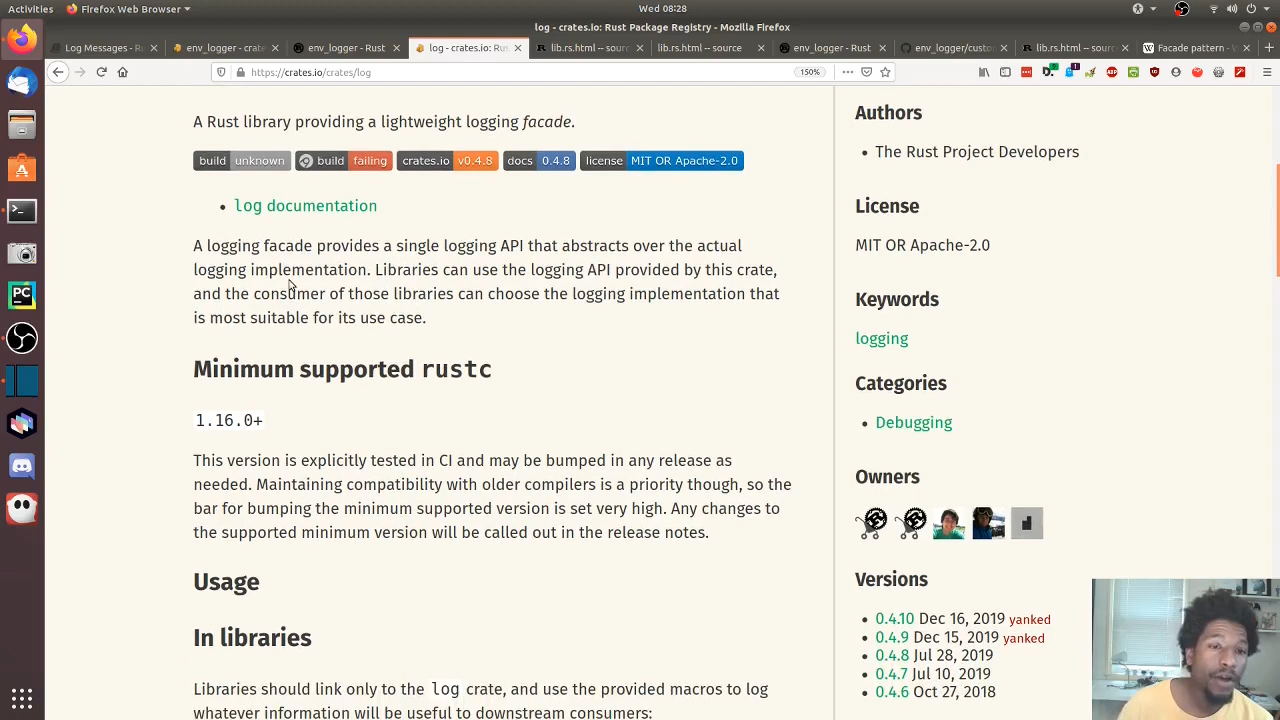 Activities
Firefox Web Browser
Wed 08:28
log - crates.io: Rust Package Registry - Mozilla Firefox
Log Messages - R
env_logger - crate
env_logger - Rust
log - crates.io: Ru
lib.rs.html -- sourc
lib.rs.html -- source
env_logger - Rust
env_logger/custo
lib.rs.html -- sourc
Facade pattern - W
https://crates.io/crates/log
150%
A Rust library providing a lightweight logging facade.
build unknown
build failing
crates.io v0.4.8
docs 0.4.8
license MIT OR Apache-2.0
• log documentation
A logging facade provides a single logging API that abstracts over the actual
logging implementation. Libraries can use the logging API provided by this crate,
and the consumer of those libraries can choose the logging implementation that
is most suitable for its use case.
Minimum supported rustc
1.16.0+
This version is explicitly tested in CI and may be bumped in any release as
needed. Maintaining compatibility with older compilers is a priority though, so the
bar for bumping the minimum supported version is set very high. Any changes to
the supported minimum version will be called out in the release notes.
Usage
In libraries
Libraries should link only to the log crate, and use the provided macros to log
whatever information will be useful to downstream consumers:
Authors
• The Rust Project Developers
License
MIT OR Apache-2.0
Keywords
logging
Categories
• Debugging
Owners
Versions
• 0.4.10 Dec 16, 2019 yanked
• 0.4.9 Dec 15, 2019 yanked
• 0.4.8 Jul 28, 2019
• 0.4.7 Jul 10, 2019
• 0.4.6 Oct 27, 2018
PC